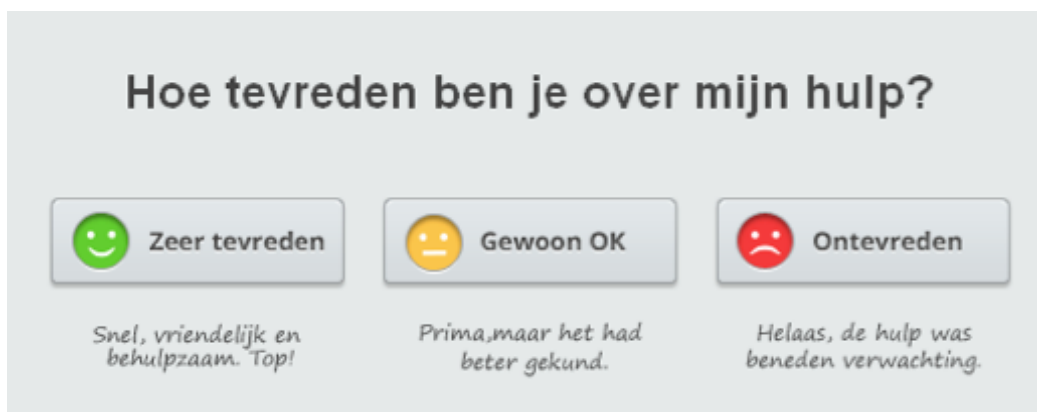 Hoe tevreden ben je over mijn hulp?
Zeer tevreden
Gewoon OK
Ontevreden
Snel, vriendelijk en
behulpzaam. Top!
Prima,maar het had
beter gekund.
Helaas, de hulp was
beneden verwachting.